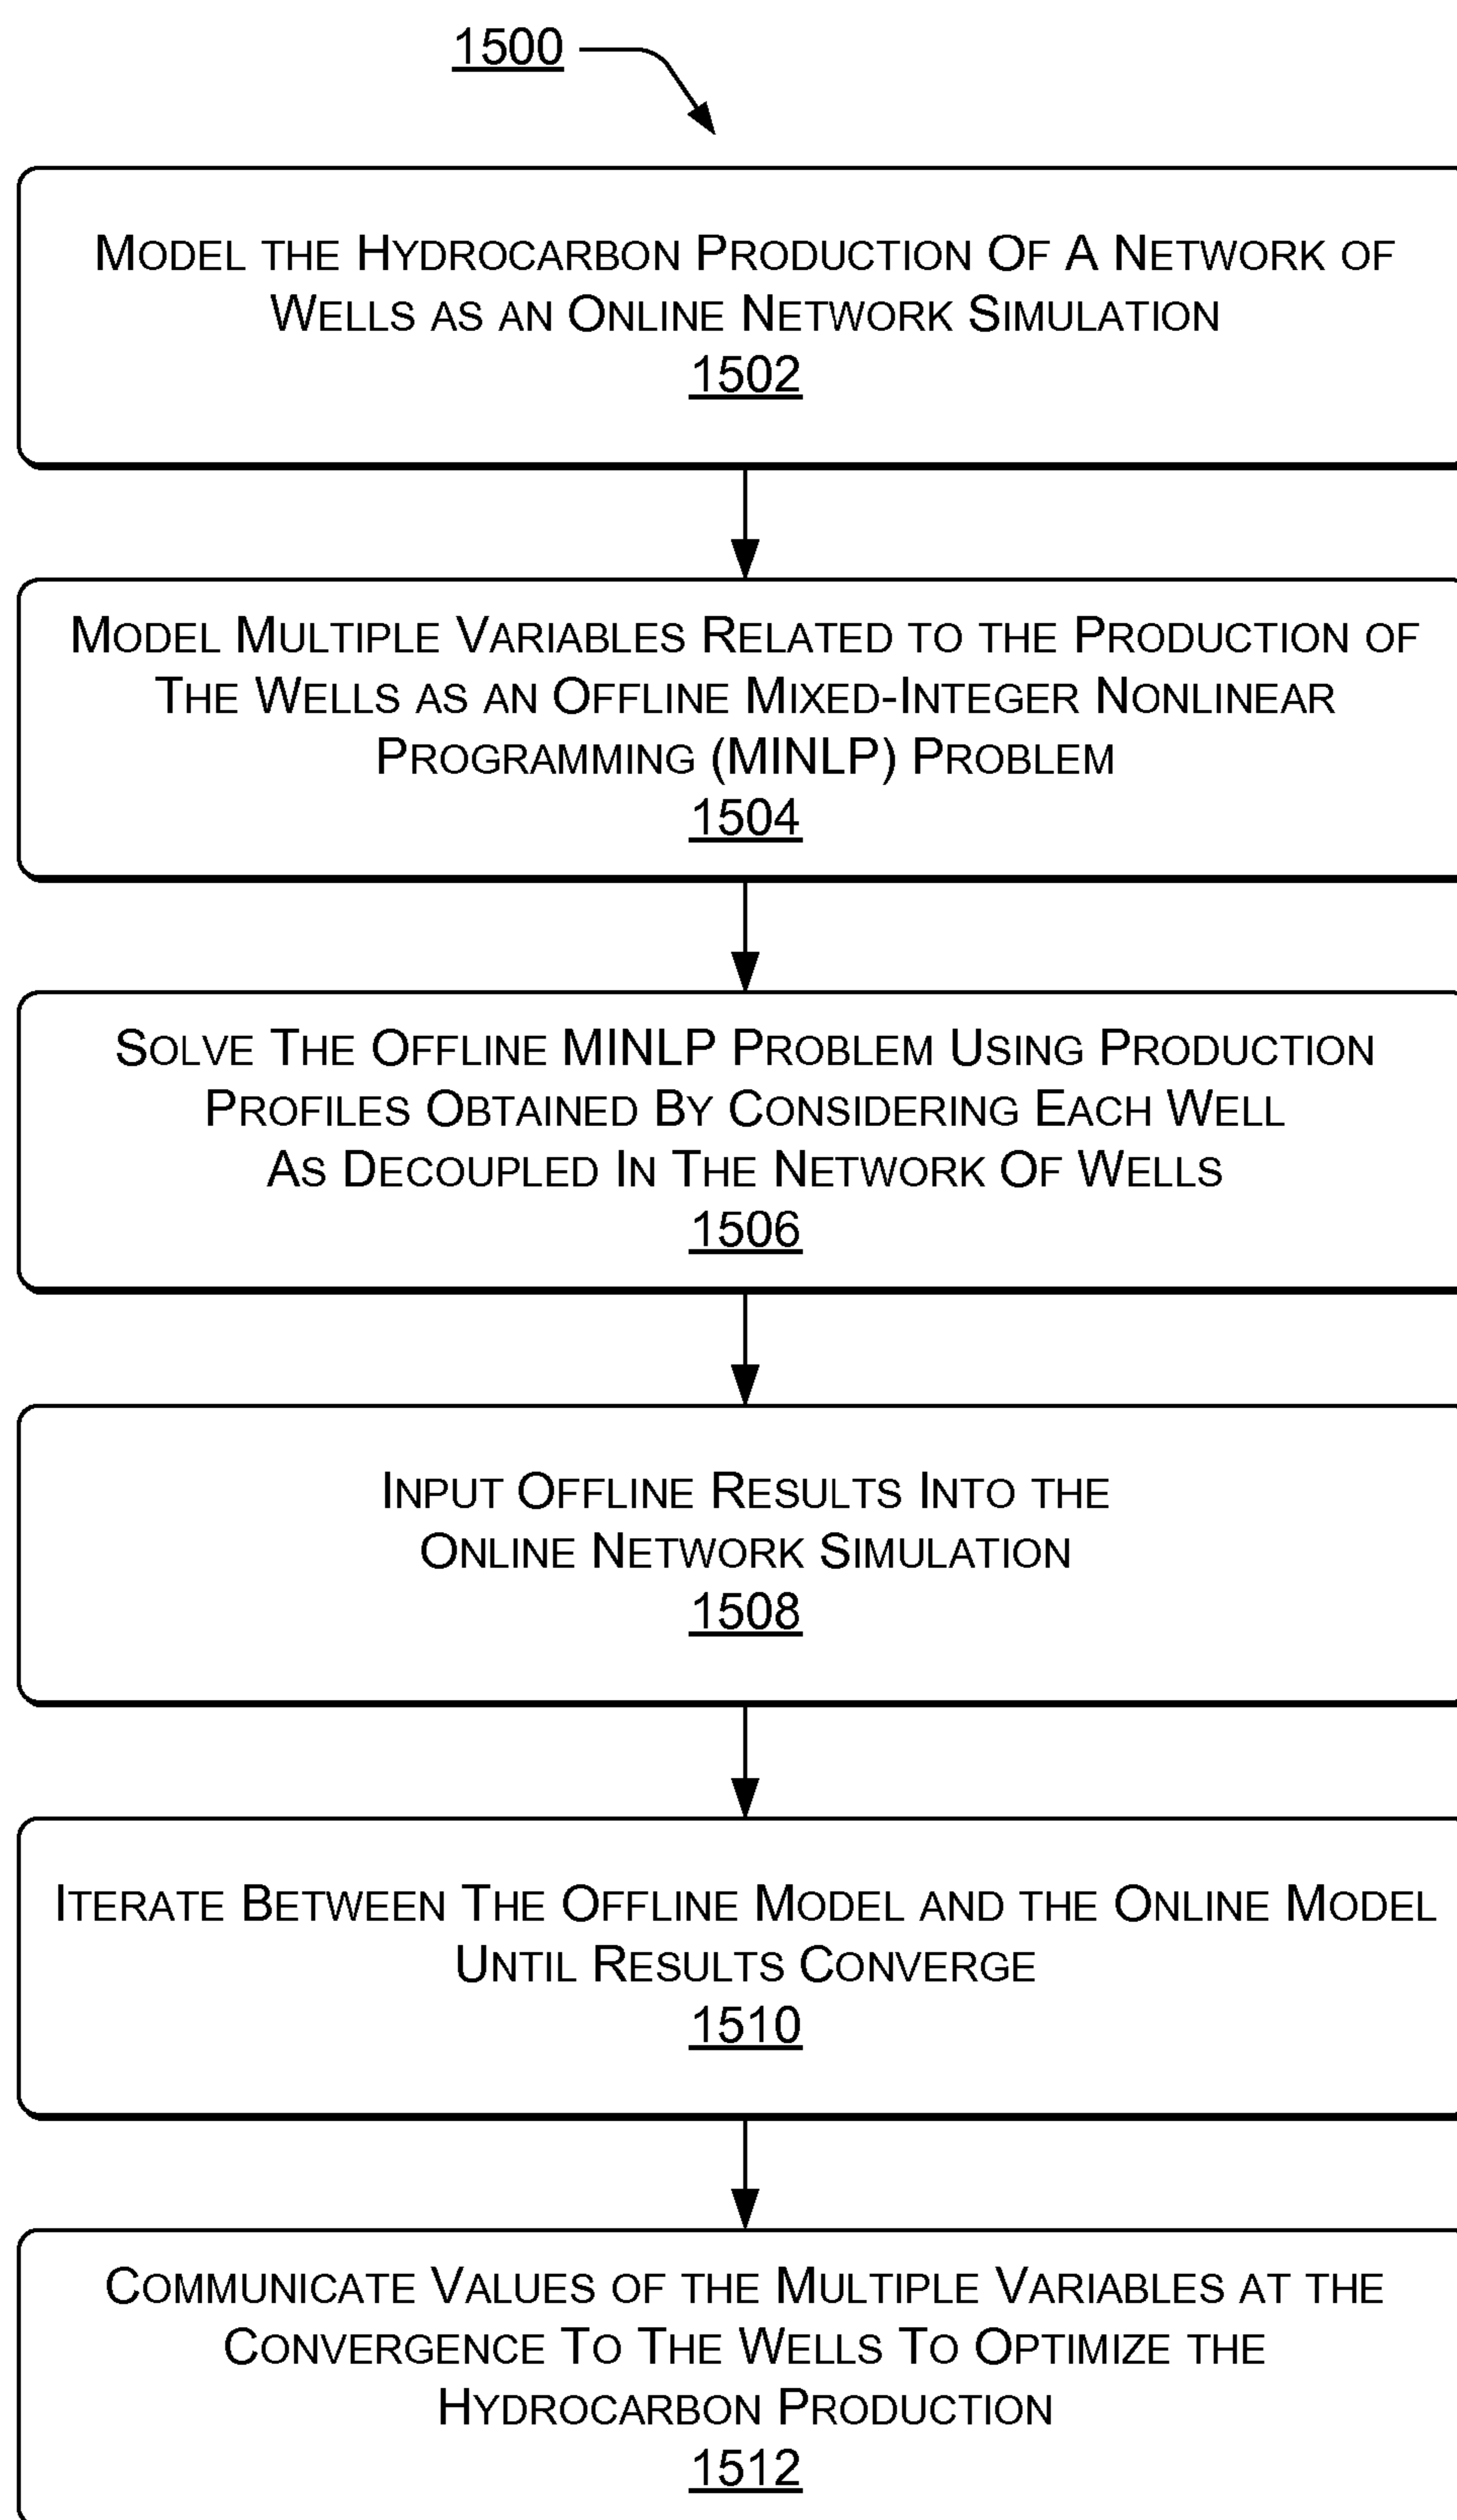 1500
MODEL THE HYDROCARBON PRODUCTION OF A NETWORK OF
WELLS AS AN ONLINE NETWORK SIMULATION
1502
MODEL MULTIPLE VARIABLES RELATED TO THE PRODUCTION OF
THE WELLS AS AN OFFLINE MIXED-INTEGER NONLINEAR
PROGRAMMING (MINLP) PROBLEM
1504
SOLVE THE OFFLINE MINLP PROBLEM USING PRODUCTION
PROFILES OBTAINED BY CONSIDERING EACH WELL
AS DECOUPLED IN THE NETWORK OF WELLS
1506
INPUT OFFLINE RESULTS INTO THE
ONLINE NETWORK SIMULATION
1508
ITERATE BETWEEN THE OFFLINE MODEL AND THE ONLINE MODEL
UNTIL RESULTS CONVERGE
1510
COMMUNICATE VALUES OF THE MULTIPLE VARIABLES AT THE
CONVERGENCE TO THE WELLS TO OPTIMIZE THE
HYDROCARBON PRODUCTION
1512